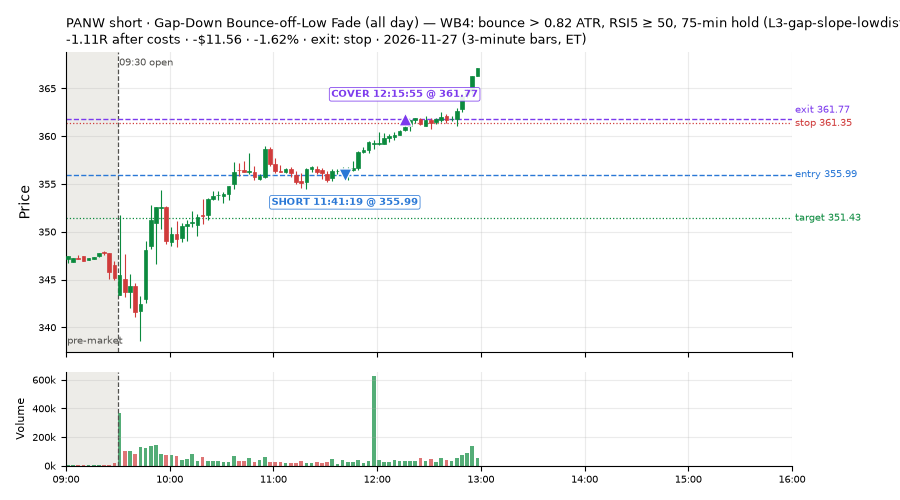 PANW short · Gap-Down Bounce-off-Low Fade (all day) — WB4: bounce > 0.82 ATR, RSI5 ≥ 50, 75-min hold (L3-gap-slope-lowdis
-1.11R after costs · -$11.56 · -1.62% · exit: stop · 2026-11-27 (3-minute bars, ET)
09:30 open
365
COVER 12:15:55 @ 361.77
exit 361.77
stop 361.35
360
entry 355.99
355
SHORT 11:41:19 @ 355.99
target 351.43
350
345
340
pre-market
Price
600k
400k
200k
0k
Volume
09:00
10:00
11:00
12:00
13:00
14:00
15:00
16:00